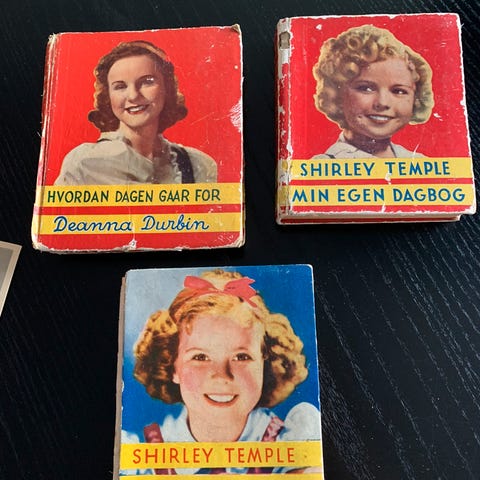 HVORDAN DAGEN GAAR FOR
Deanna Durbin
SHIRLEY TEMPLE
MIN EGEN DAGBOG
SHIRLEY TEMPLE